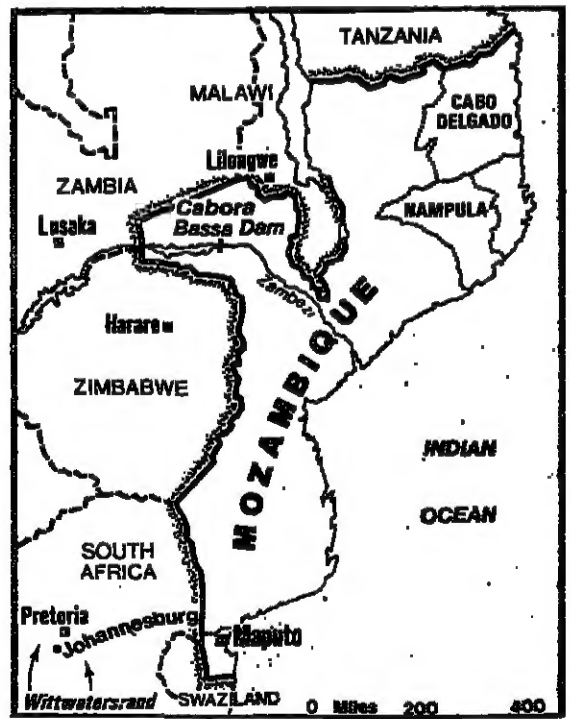 TANZANIA
MALAWI
CABO
DELGADO
Lilongwe
ZAMBIA
Cabora
Bassa Dam
NAMPULA
Lusaka
Zambezi
Harare
MOZAMBIQUE
ZIMBABWE
INDIAN
OCEAN
SOUTH
AFRICA
Pretoria
Johannesburg
Maputo
Wittwatersrand
SWAZILAND
0 Miles 200 400